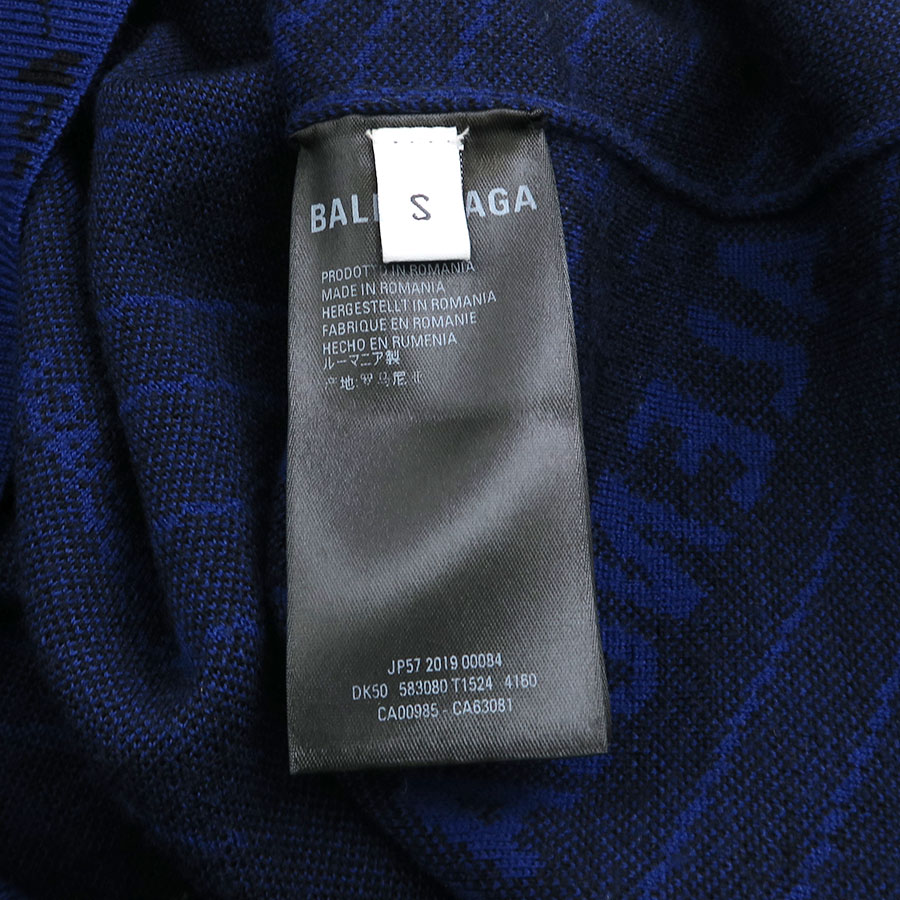 BALE AGA
S
PRODOTTO IN ROMANIA
MADE IN ROMANIA
HERGESTELLT IN ROMANIA
FABRIQUE EN ROMANIE
HECHO EN RUMENIA
ルーマニア製
产地:罗马尼亚
JP57 2019 00084
DK50 583080 T1524 4160
CA00985 - CA63081